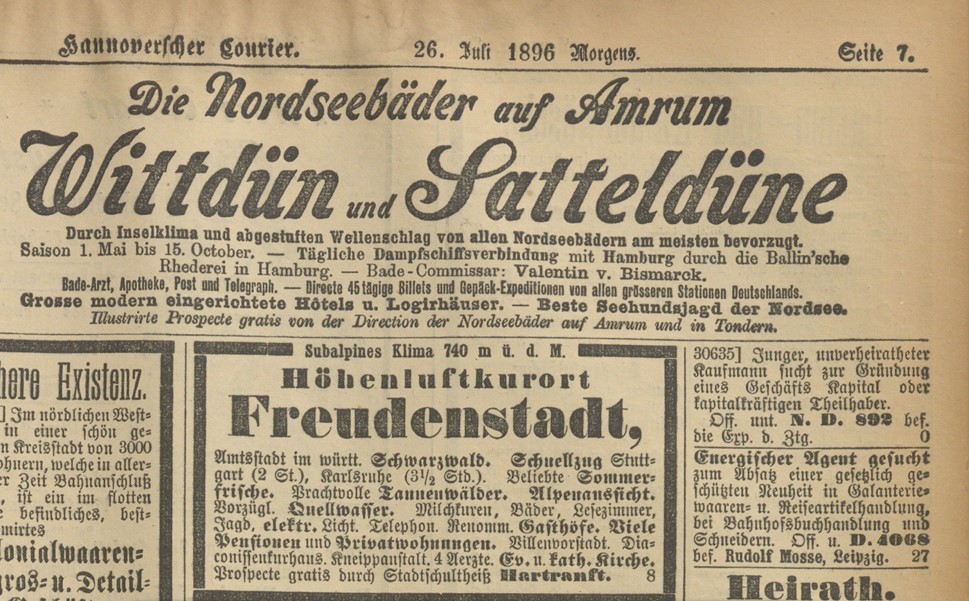 Hannoverscher Courier. 26. Juli 1896 Morgens. Seite 7.
Die Nordseebäder auf Amrum
Wittdün und Satteldüne
Durch Inselklima und abgestuften Wellenschlag von allen Nordseebädern am meisten bevorzugt.
Saison 1. Mai bis 15. October. — Tägliche Dampfschiffsverbindung mit Hamburg durch die Ballin'sche
Rhederei in Hamburg. — Bade-Commissar: Valentin v. Bismarck.
Bade-Arzt, Apotheke, Post und Telegraph. — Directe 45 tägige Billets und Gepäck-Expeditionen von allen grösseren Stationen Deutschlands.
Grosse modern eingerichtete Hôtels u. Logirhäuser. — Beste Seehundsjagd der Nordsee.
Illustrirte Prospecte gratis von der Direction der Nordseebäder auf Amrum und in Tondern.
here Existenz.
] Im nördlichen West-
in einer schön ge-
n Kreisstadt von 3000
ohnern, welche in aller-
er Zeit Bahnanschluß
, ist ein im flotten
e befindliches, best-
mirtes
lonialwaaren-
gros- u. Detail-
Subalpines Klima 740 m ü. d. M.
Höhenluftkurort
Freudenstadt,
Amtsstadt im württ. Schwarzwald. Schnellzug Stutt-
gart (2 St.), Karlsruhe (3½ Std.). Beliebte Sommer-
frische. Prachtvolle Tannenwälder. Alpenaussicht.
Vorzügl. Quellwasser. Milchkuren, Bäder, Lesezimmer,
Jagd, elektr. Licht. Telephon. Renomm. Gasthöfe. Viele
Pensionen und Privatwohnungen. Villenvorstadt. Dia-
conissenkurhaus. Kneippanstalt. 4 Aerzte. Ev. u. kath. Kirche.
Prospecte gratis durch Stadtschultheiß Hartranft. 8
30635] Junger, unverheiratheter
Kaufmann sucht zur Gründung
eines Geschäfts Kapital oder
kapitalkräftigen Theilhaber.
Off. unt. N. D. 892 bef.
die Exp. d. Ztg. 0
Energischer Agent gesucht
zum Absatz einer gesetzlich ge-
schützten Neuheit in Galanterie-
waaren- u. Reiseartikelhandlung,
bei Bahnhofsbuchhandlung und
Schneidern. Off. u. D. 4068
bef. Rudolf Mosse, Leipzig. 27
Heirath.